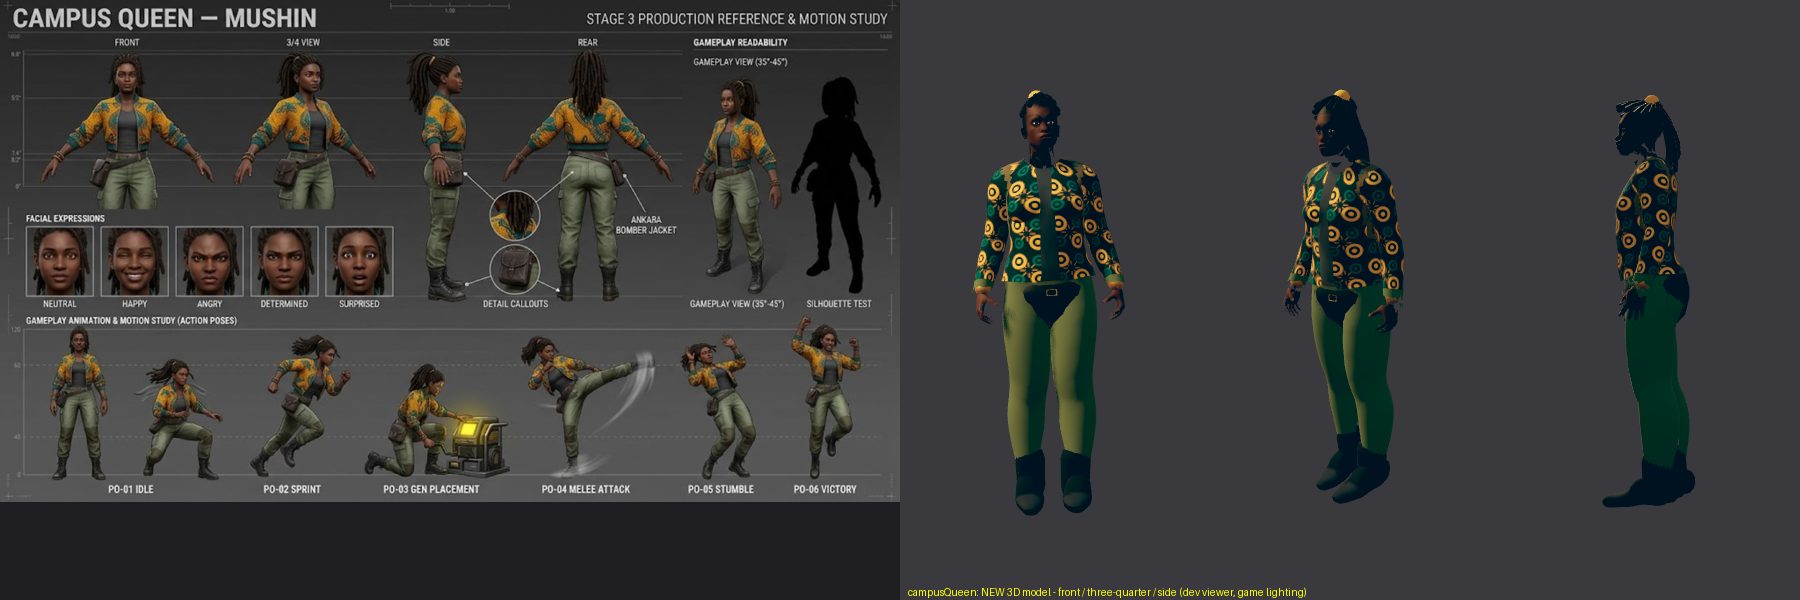 CAMPUS QUEEN — MUSHIN
STAGE 3 PRODUCTION REFERENCE & MOTION STUDY
FRONT
3/4 VIEW
SIDE
REAR
GAMEPLAY READABILITY
GAMEPLAY VIEW (35°-45°)
ANKARA
BOMBER JACKET
FACIAL EXPRESSIONS
NEUTRAL
HAPPY
ANGRY
DETERMINED
SURPRISED
DETAIL CALLOUTS
GAMEPLAY VIEW (35°-45°)
SILHOUETTE TEST
GAMEPLAY ANIMATION & MOTION STUDY (ACTION POSES)
PO-01 IDLE
PO-02 SPRINT
PO-03 GEN PLACEMENT
PO-04 MELEE ATTACK
PO-05 STUMBLE
PO-06 VICTORY
campusQueen: NEW 3D model - front / three-quarter / side (dev viewer, game lighting)